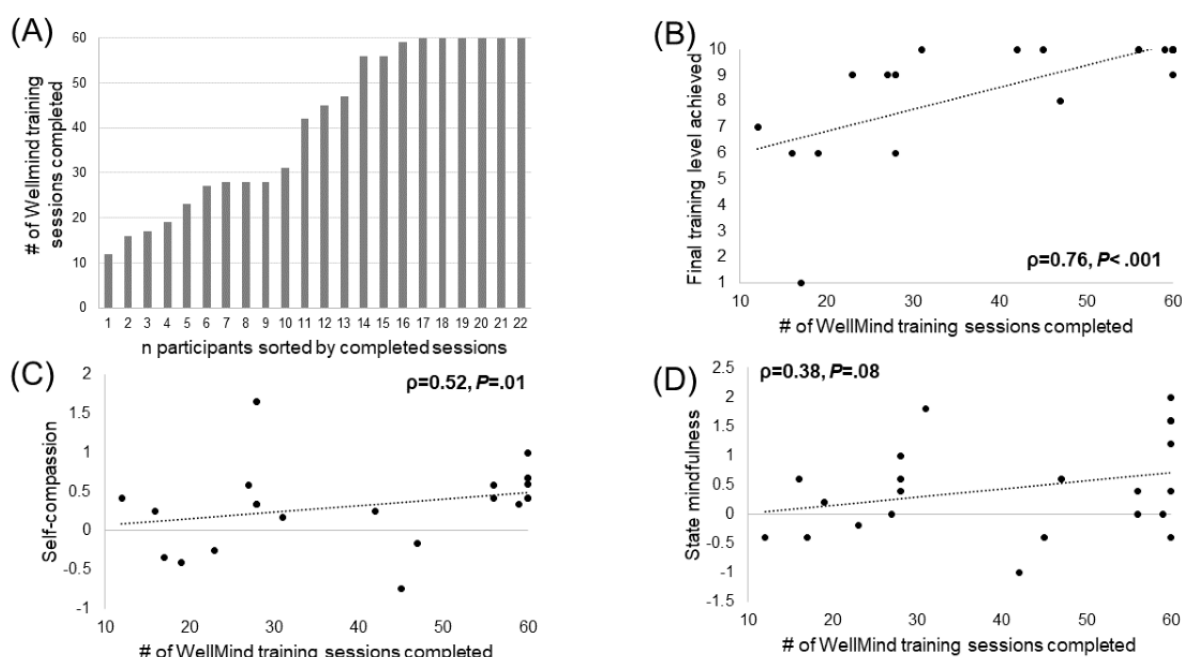 (A)
# of Wellmind training
sessions completed
60
50
40
30
20
10
0
1 2 3 4 5 6 7 8 9 10 11 12 13 14 15 16 17 18 19 20 21 22
n participants sorted by completed sessions
(B)
Final training level achieved
10
9
8
7
6
5
4
3
2
1
ρ=0.76, P< .001
10 20 30 40 50 60
# of WellMind training sessions completed
(C)
Self-compassion
2
1.5
1
0.5
0
-0.5
-1
ρ=0.52, P=.01
10 20 30 40 50 60
# of WellMind training sessions completed
(D)
State mindfulness
2.5
2
1.5
1
0.5
0
-0.5
-1
-1.5
ρ=0.38, P=.08
10 20 30 40 50 60
# of WellMind training sessions completed